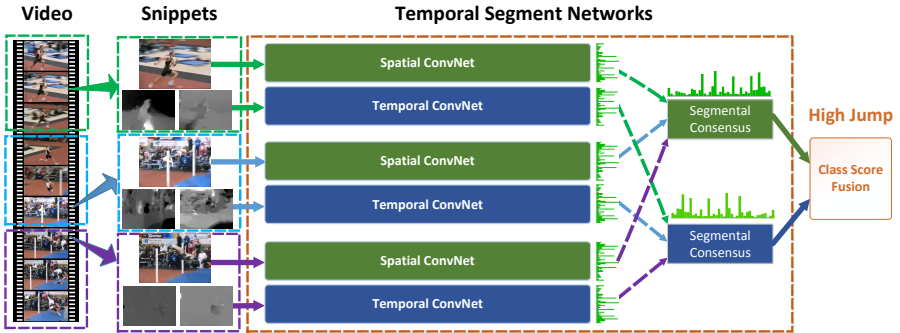 Video
Snippets
Temporal Segment Networks
Spatial ConvNet
Temporal ConvNet
Spatial ConvNet
Temporal ConvNet
Spatial ConvNet
Temporal ConvNet
Segmental
Consensus
Segmental
Consensus
High Jump
Class Score
Fusion